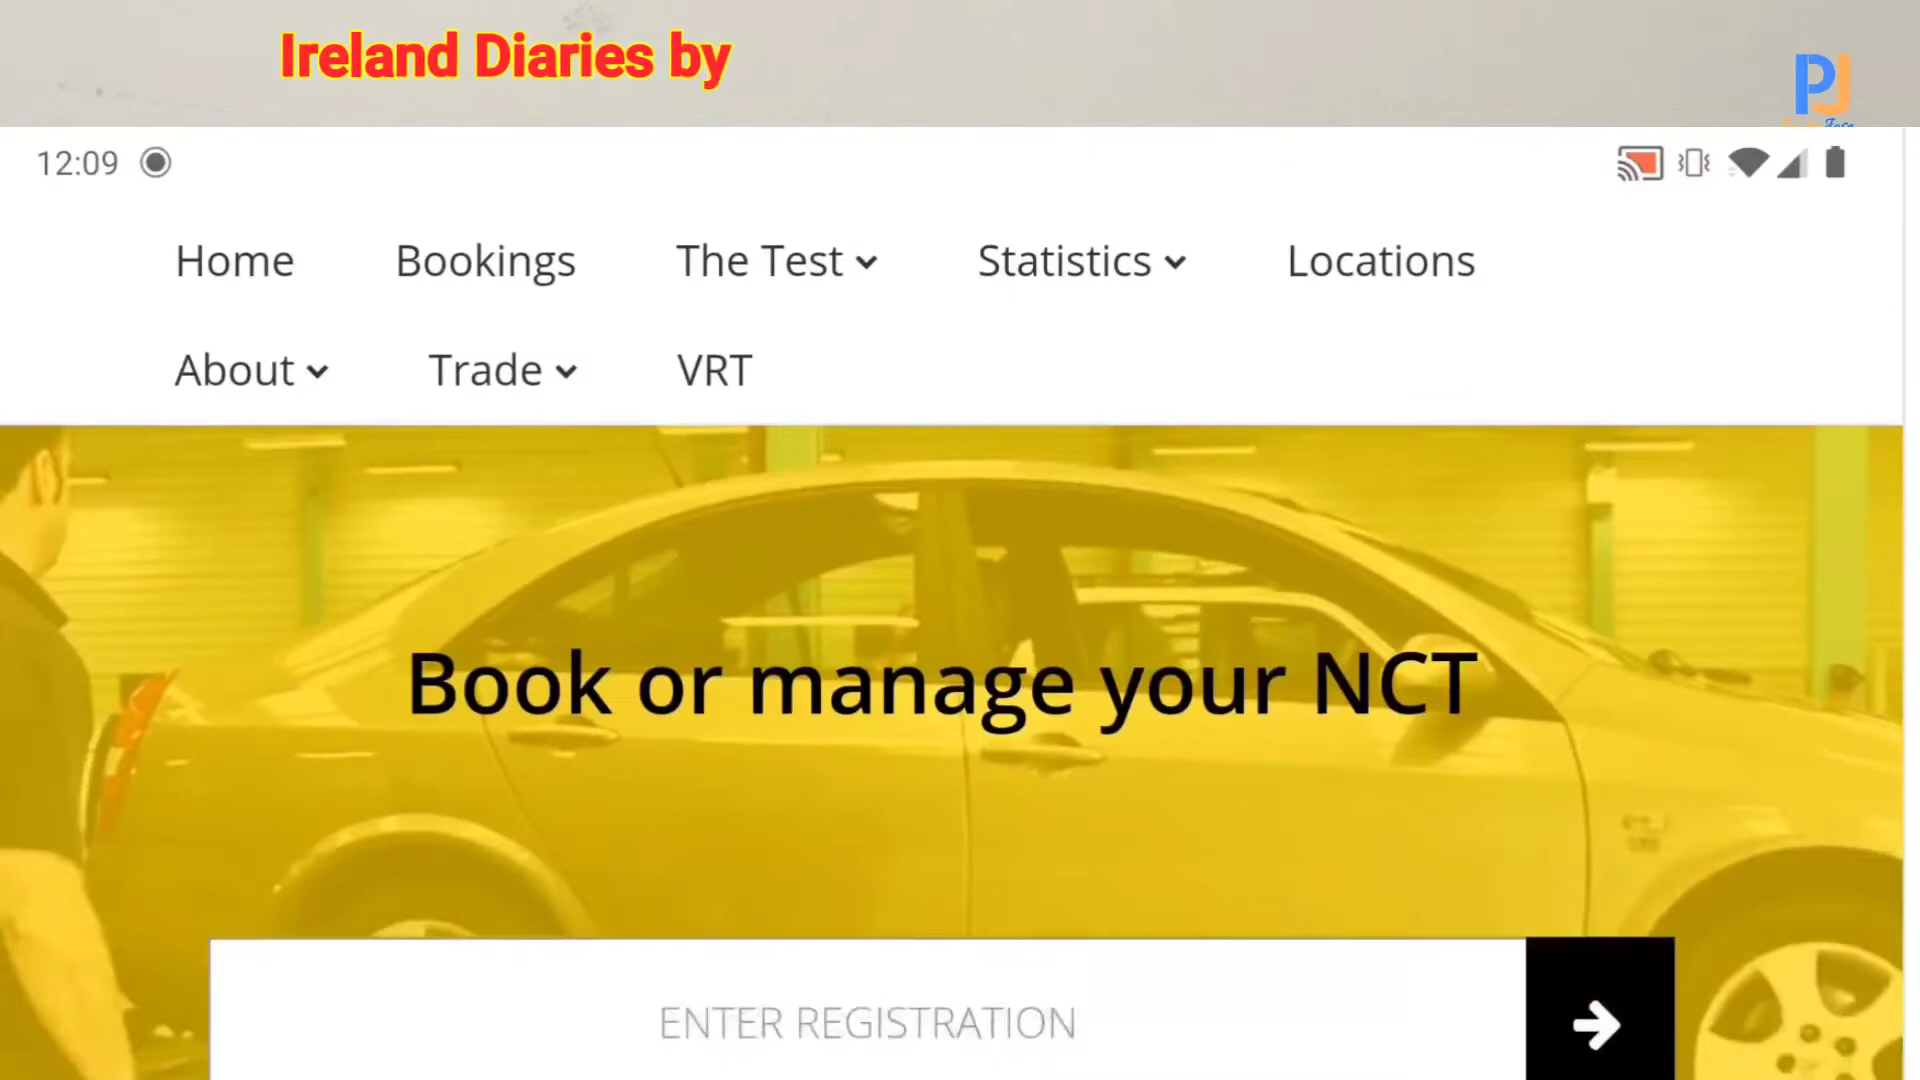 Ireland Diaries by
PJ
12:09
Home Bookings The Test Statistics Locations
About Trade VRT
Book or manage your NCT
ENTER REGISTRATION